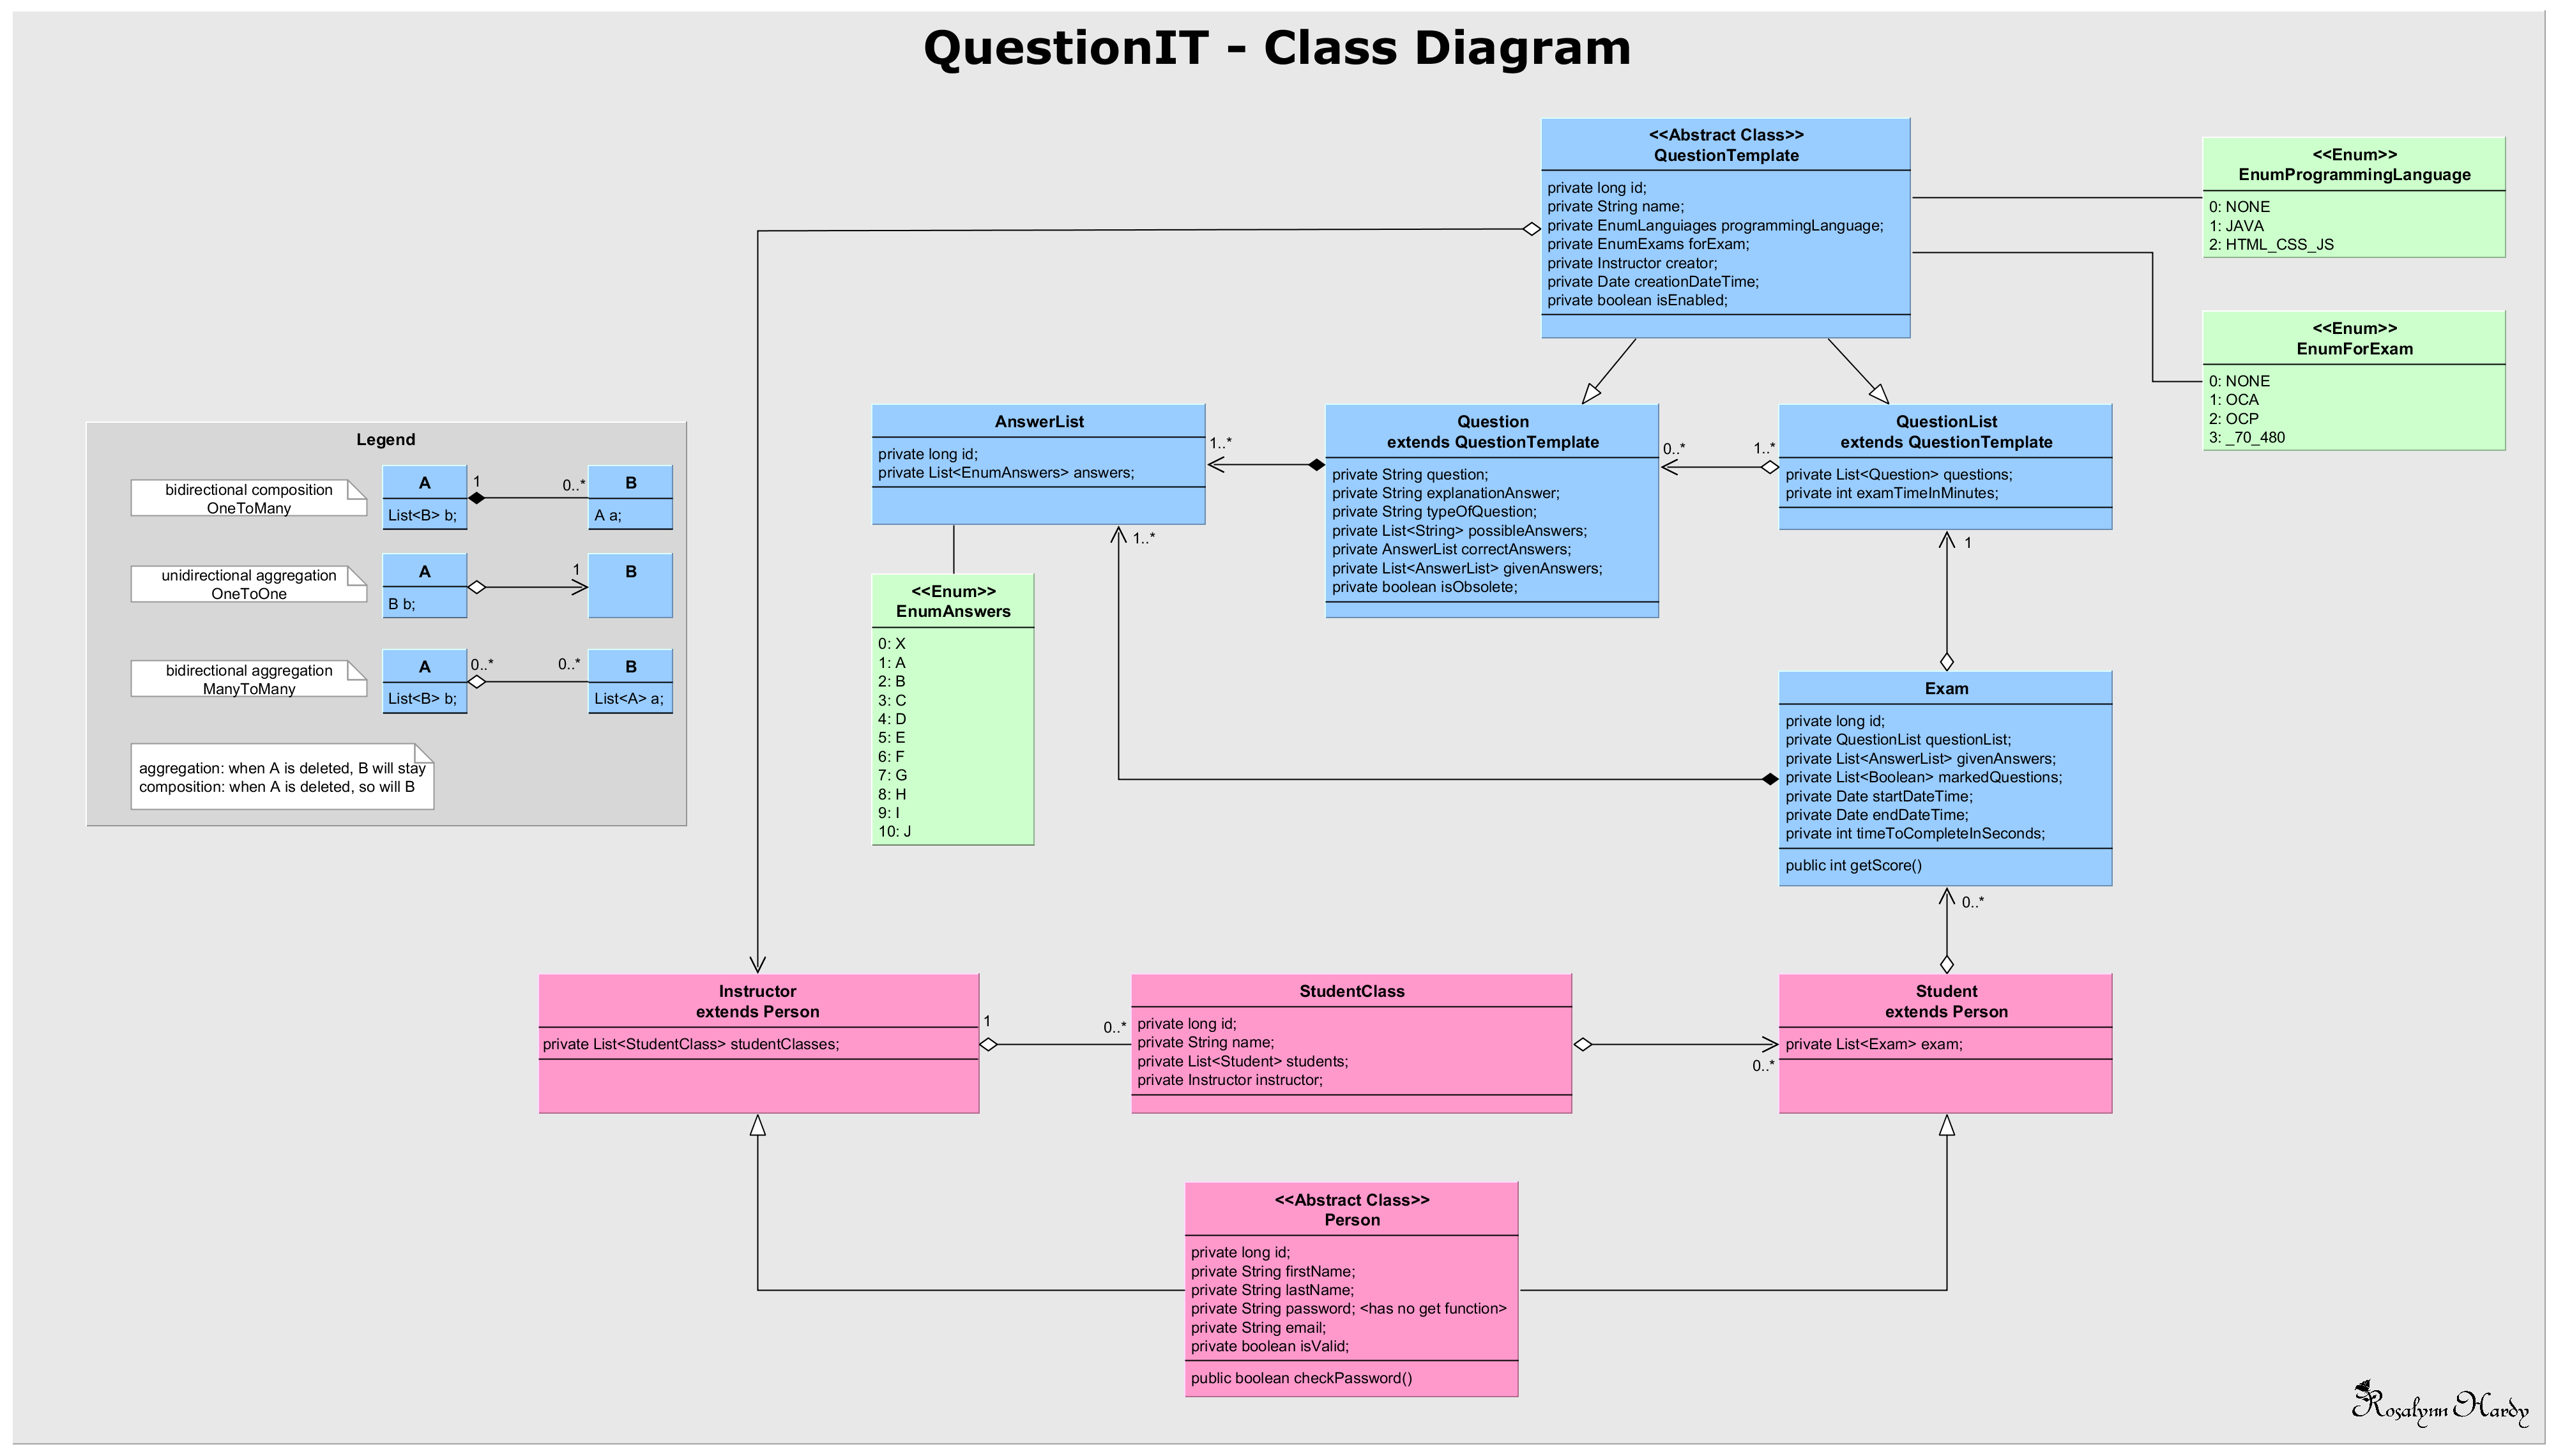 QuestionIT - Class Diagram
<<Abstract Class>>
QuestionTemplate
private long id;
private String name;
private EnumLanguiages programmingLanguage;
private EnumExams forExam;
private Instructor creator;
private Date creationDateTime;
private boolean isEnabled;
<<Enum>>
EnumProgrammingLanguage
0: NONE
1: JAVA
2: HTML_CSS_JS
<<Enum>>
EnumForExam
0: NONE
1: OCA
2: OCP
3: _70_480
Legend
bidirectional composition
OneToMany
A
List<B> b;
1
0..*
B
A a;
unidirectional aggregation
OneToOne
A
B b;
1
B
bidirectional aggregation
ManyToMany
A
List<B> b;
0..*
0..*
B
List<A> a;
aggregation: when A is deleted, B will stay
composition: when A is deleted, so will B
AnswerList
private long id;
private List<EnumAnswers> answers;
1..*
1..*
Question
extends QuestionTemplate
private String question;
private String explanationAnswer;
private String typeOfQuestion;
private List<String> possibleAnswers;
private AnswerList correctAnswers;
private List<AnswerList> givenAnswers;
private boolean isObsolete;
0..*
1..*
QuestionList
extends QuestionTemplate
private List<Question> questions;
private int examTimeInMinutes;
1
<<Enum>>
EnumAnswers
0: X
1: A
2: B
3: C
4: D
5: E
6: F
7: G
8: H
9: I
10: J
Exam
private long id;
private QuestionList questionList;
private List<AnswerList> givenAnswers;
private List<Boolean> markedQuestions;
private Date startDateTime;
private Date endDateTime;
private int timeToCompleteInSeconds;
public int getScore()
0..*
Instructor
extends Person
private List<StudentClass> studentClasses;
1
0..*
StudentClass
private long id;
private String name;
private List<Student> students;
private Instructor instructor;
0..*
Student
extends Person
private List<Exam> exam;
<<Abstract Class>>
Person
private long id;
private String firstName;
private String lastName;
private String password; <has no get function>
private String email;
private boolean isValid;
public boolean checkPassword()
Rosalynn Hardy